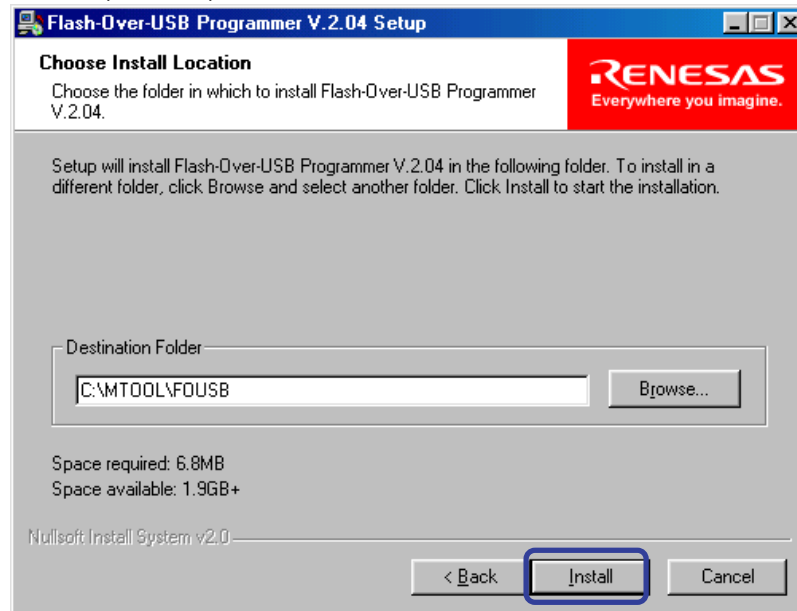 Flash-Over-USB Programmer V.2.04 Setup
Choose Install Location
Choose the folder in which to install Flash-Over-USB Programmer
V.2.04.
RENESAS
Everywhere you imagine.
Setup will install Flash-Over-USB Programmer V.2.04 in the following folder. To install in a
different folder, click Browse and select another folder. Click Install to start the installation.
Destination Folder
C:\MTOOL\FOUSB
Browse...
Space required: 6.8MB
Space available: 1.9GB+
Nullsoft Install System v2.0
< Back
Install
Cancel